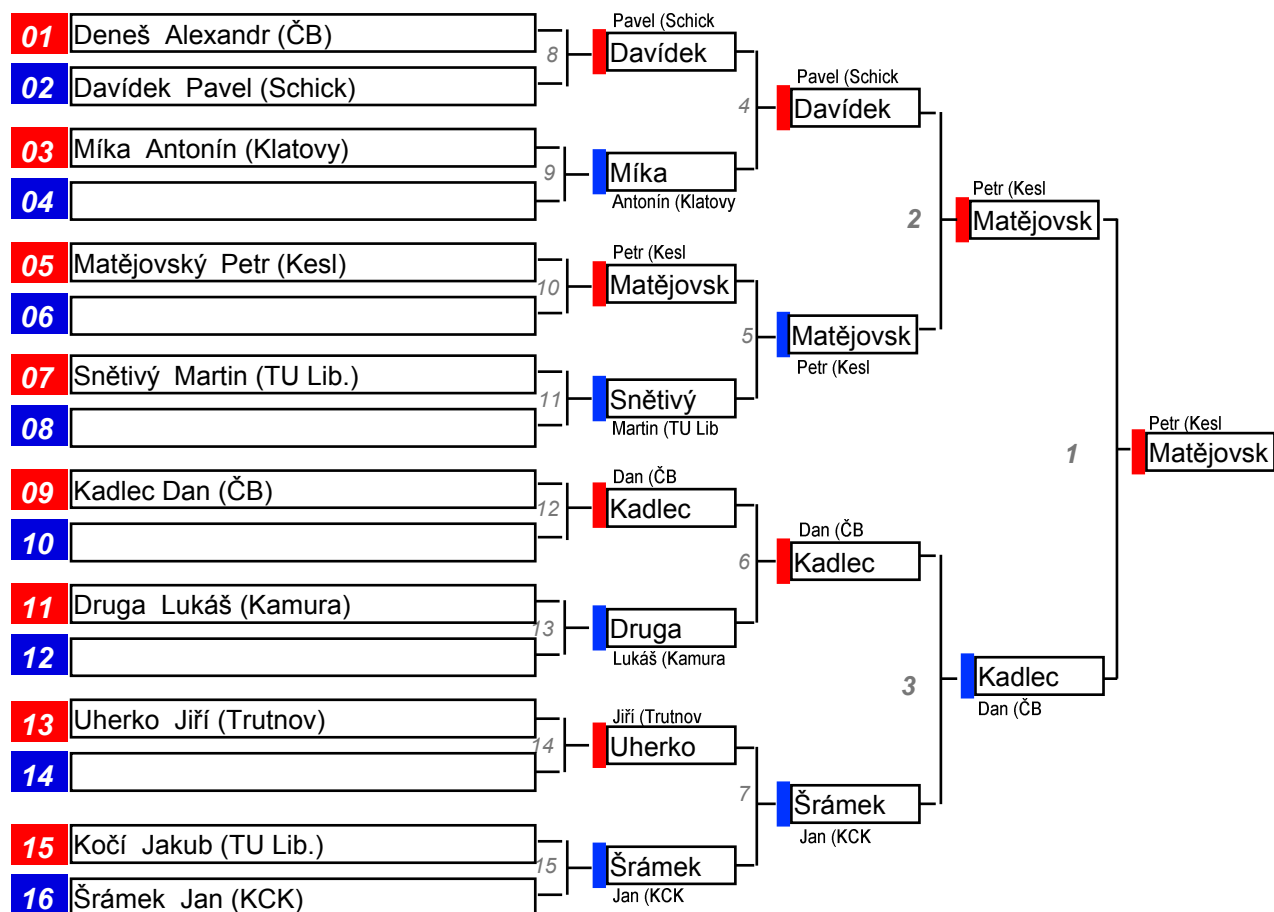 01 Deneš Alexandr (ČB)
02 Davídek Pavel (Schick)
03 Míka Antonín (Klatovy)
04
05 Matějovský Petr (Kesl)
06
07 Snětivý Martin (TU Lib.)
08
09 Kadlec Dan (ČB)
10
11 Druga Lukáš (Kamura)
12
13 Uherko Jiří (Trutnov)
14
15 Kočí Jakub (TU Lib.)
16 Šrámek Jan (KCK)
8
9
10
11
12
13
14
15
Pavel (Schick
Davídek
Míka
Antonín (Klatovy
Petr (Kesl
Matějovsk
Snětivý
Martin (TU Lib
Dan (ČB
Kadlec
Druga
Lukáš (Kamura
Jiří (Trutnov
Uherko
Šrámek
Jan (KCK
4
5
6
7
Pavel (Schick
Davídek
Matějovsk
Petr (Kesl
Dan (ČB
Kadlec
Šrámek
Jan (KCK
2
3
Petr (Kesl
Matějovsk
Kadlec
Dan (ČB
1
Petr (Kesl
Matějovsk